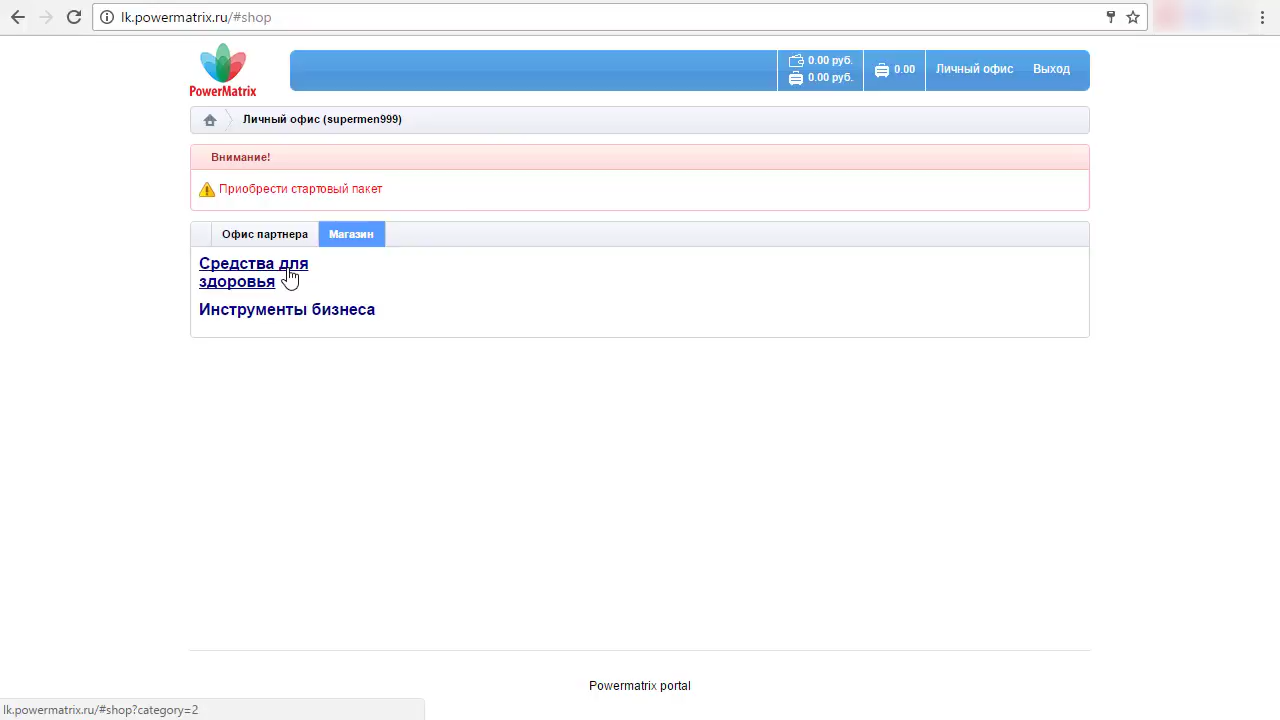 lk.powermatrix.ru/#shop
PowerMatrix
0.00 руб.
0.00 руб.
0.00
Личный офис
Выход
Личный офис (supermen999)
Внимание!
Приобрести стартовый пакет
Офис партнера
Магазин
Средства для
здоровья
Инструменты бизнеса
Powermatrix portal
lk.powermatrix.ru/#shop?category=2